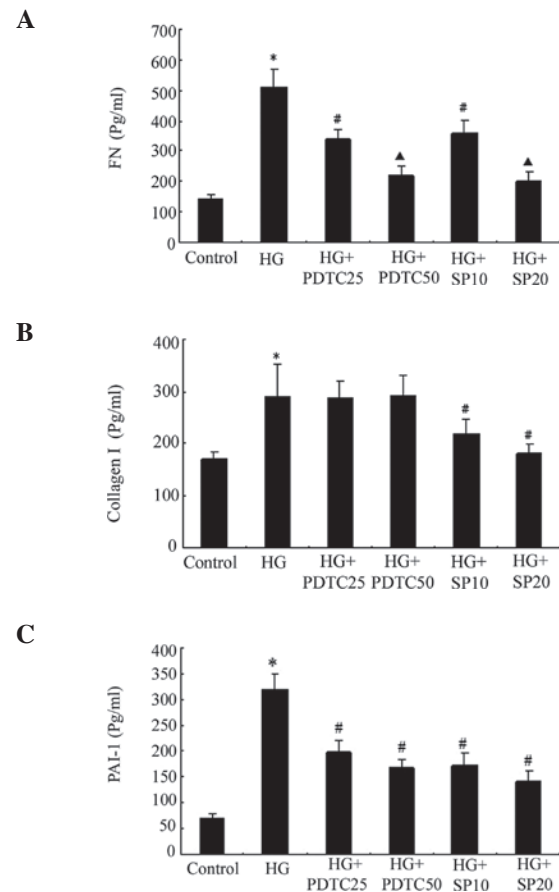 A
FN (Pg/ml)
700
600
500
400
300
200
100
0
*
#
▲
#
▲
Control
HG
HG+
PDTC25
HG+
PDTC50
HG+
SP10
HG+
SP20
B
Collagen I (Pg/ml)
400
300
200
100
0
*
#
#
Control
HG
HG+
PDTC25
HG+
PDTC50
HG+
SP10
HG+
SP20
C
PAI-1 (Pg/ml)
400
350
300
250
200
150
100
50
0
*
#
#
#
#
Control
HG
HG+
PDTC25
HG+
PDTC50
HG+
SP10
HG+
SP20